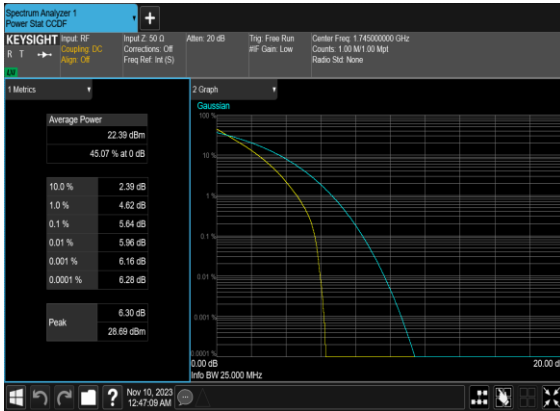 Spectrum Analyzer 1
Power Stat CCDF
+
KEYSIGHT
R T
LXI
Input: RF
Coupling: DC
Align: Off
Input Z: 50 Ω
Corrections: Off
Freq Ref: Int (S)
Atten: 20 dB
Trig: Free Run
#IF Gain: Low
Center Freq: 1.745000000 GHz
Counts: 1.00 M/1.00 Mpt
Radio Std: None
1 Metrics
Average Power
22.39 dBm
45.07 % at 0 dB
10.0 % 2.39 dB
1.0 % 4.62 dB
0.1 % 5.64 dB
0.01 % 5.96 dB
0.001 % 6.16 dB
0.0001 % 6.28 dB
Peak
6.30 dB
28.69 dBm
2 Graph
Gaussian
100 %
10 %
1 %
0.1 %
0.01 %
0.001 %
0.0001 %
0.00 dB
20.00 d
Info BW 25.000 MHz
?
Nov 10, 2023
12:47:09 AM